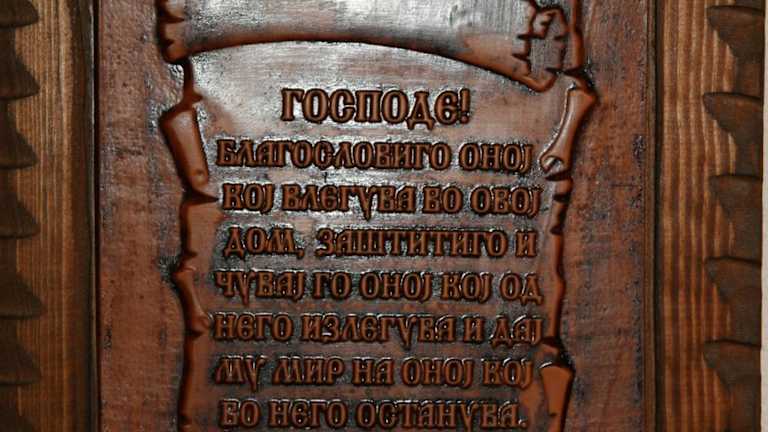 ГОСПОДЕ!
БЛАГОСЛОВИГО ОНОЈ
КОЈ ВЛЕГУВА ВО ОВОЈ
ДОМ, ЗАШТИТИГО И
ЧУВАЈ ГО ОНОЈ КОЈ ОД
НЕГО ИЗЛЕГУВА И ДАЈ
МУ МИР НА ОНОЈ КОЈ
ВО НЕГО ОСТАНУВА.